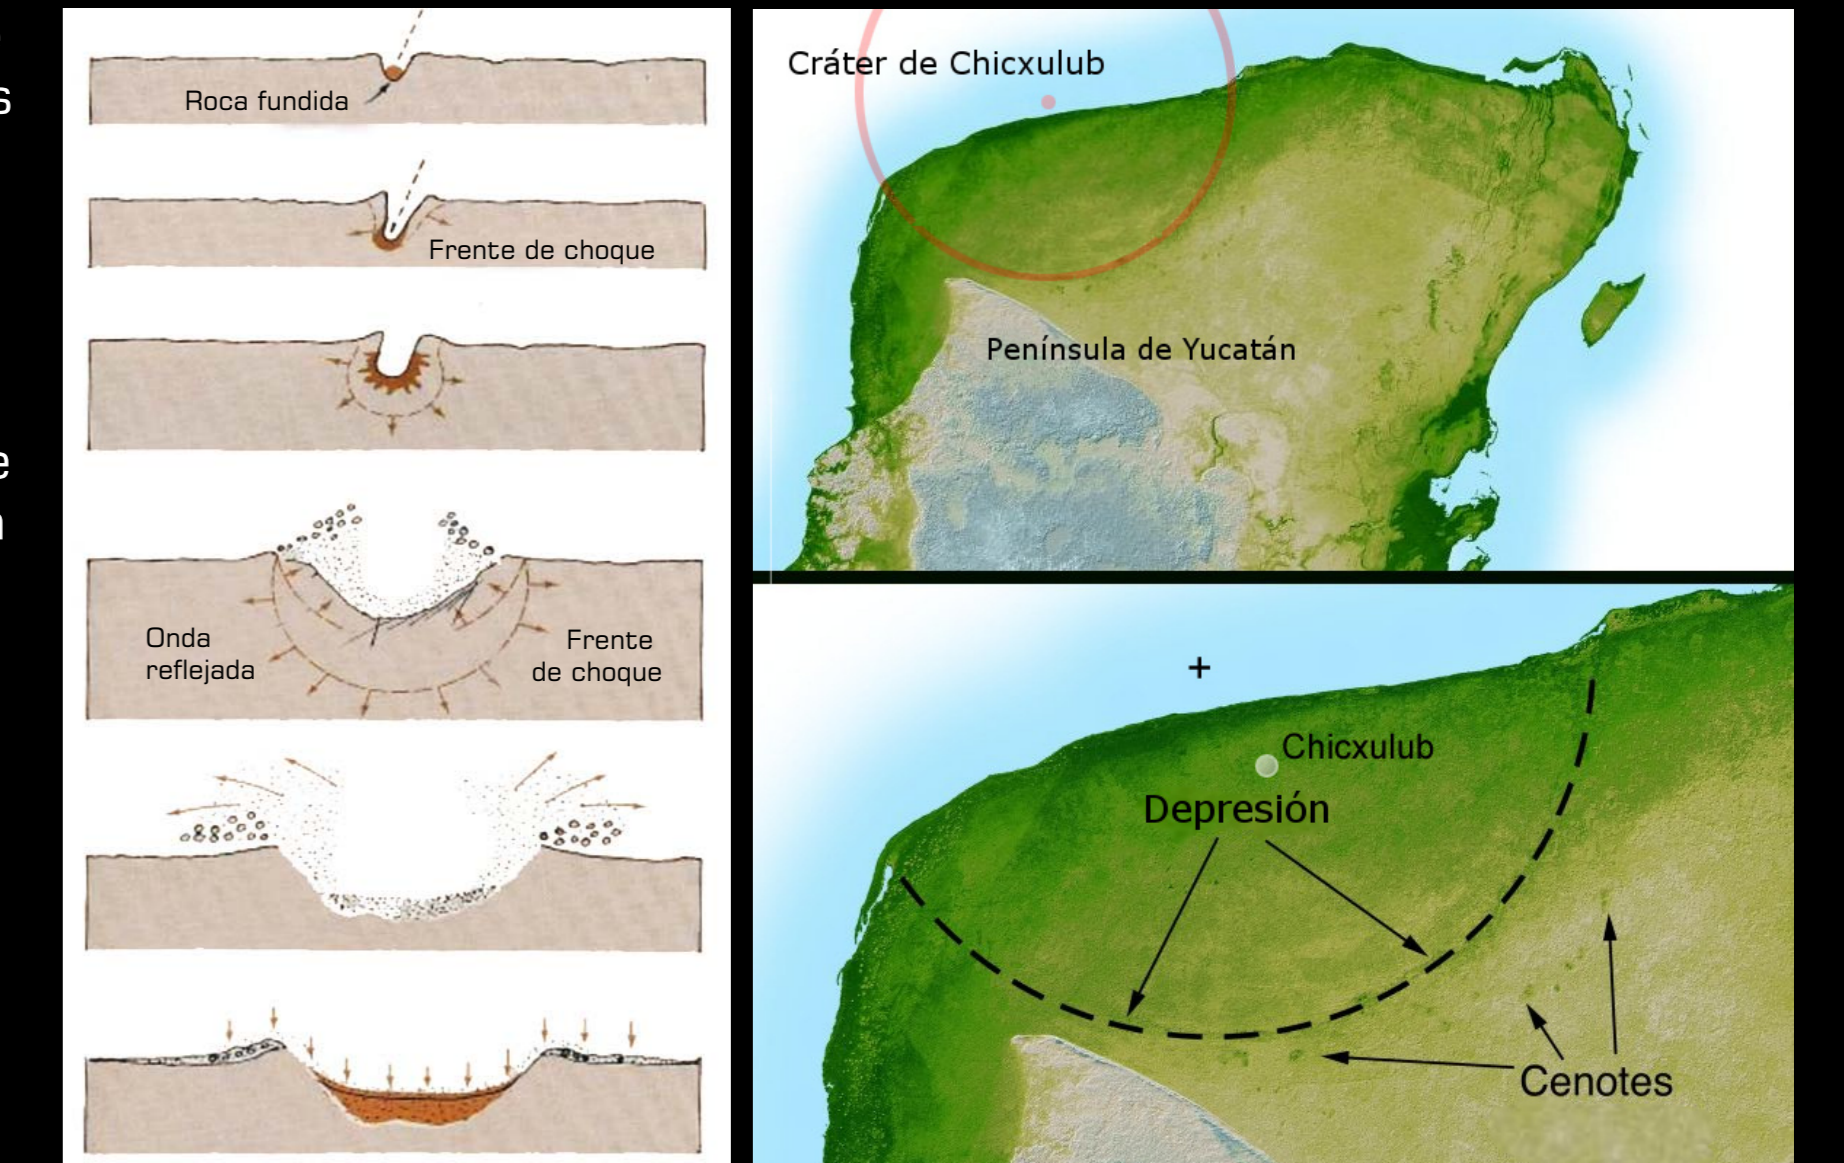 s
e
Roca fundida
Frente de choque
Onda
reflejada
Frente
de choque
Cráter de Chicxulub
Península de Yucatán
+
Chicxulub
Depresión
Cenotes